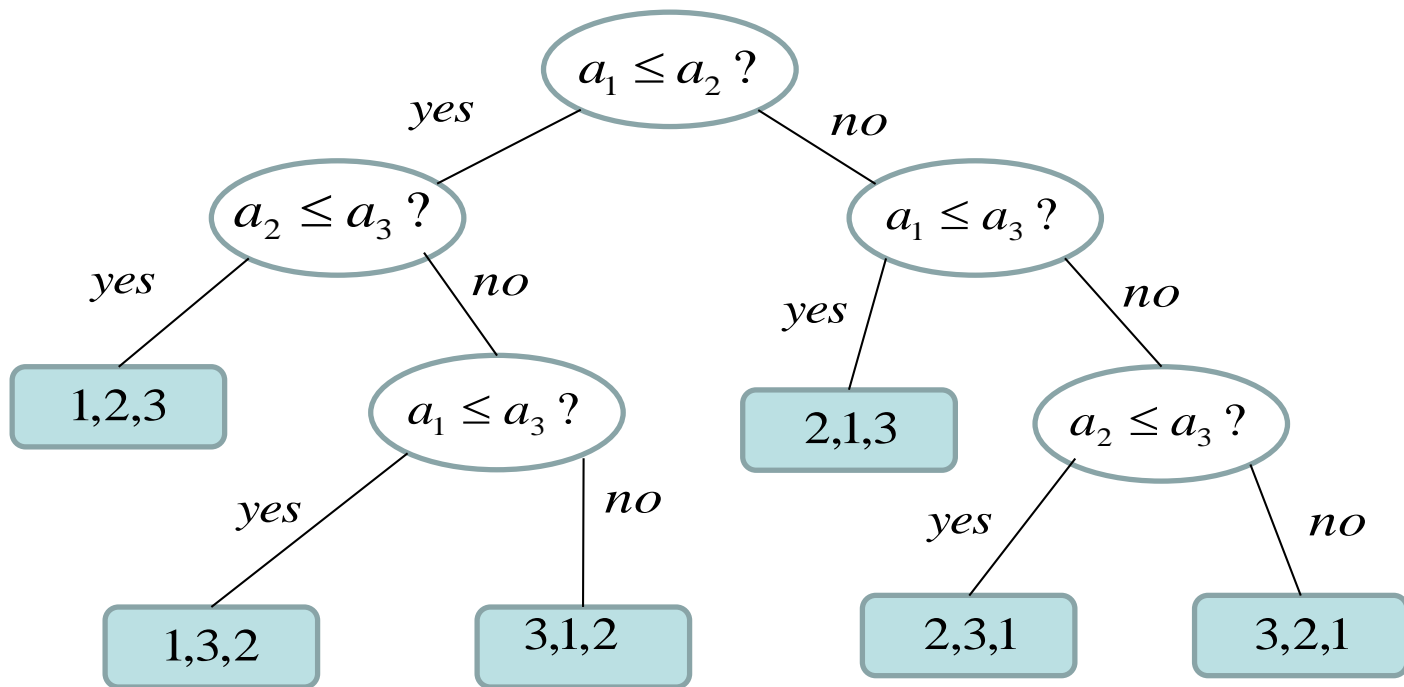 a₁ ≤ a₂ ?
yes
no
a₂ ≤ a₃ ?
a₁ ≤ a₃ ?
yes
no
yes
no
1,2,3
a₁ ≤ a₃ ?
2,1,3
a₂ ≤ a₃ ?
yes
no
yes
no
1,3,2
3,1,2
2,3,1
3,2,1